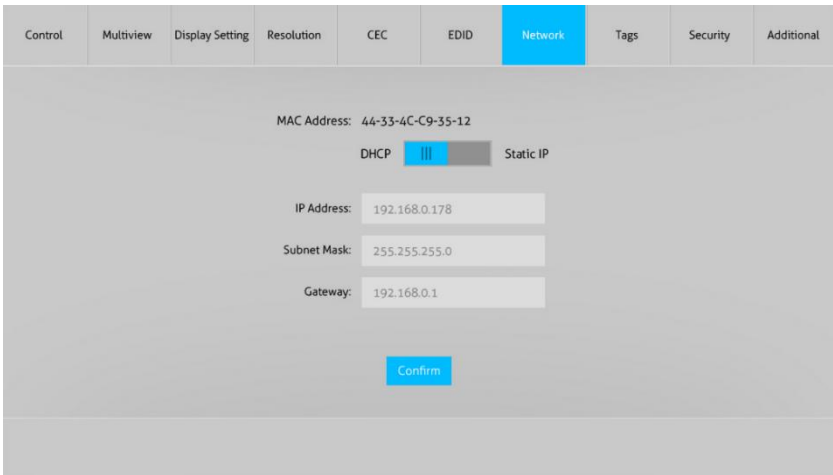 Control Multiview Display Setting Resolution CEC EDID Network Tags Security Additional
MAC Address: 44-33-4C-C9-35-12
DHCP Static IP
IP Address: 192.168.0.178
Subnet Mask: 255.255.255.0
Gateway: 192.168.0.1
Confirm